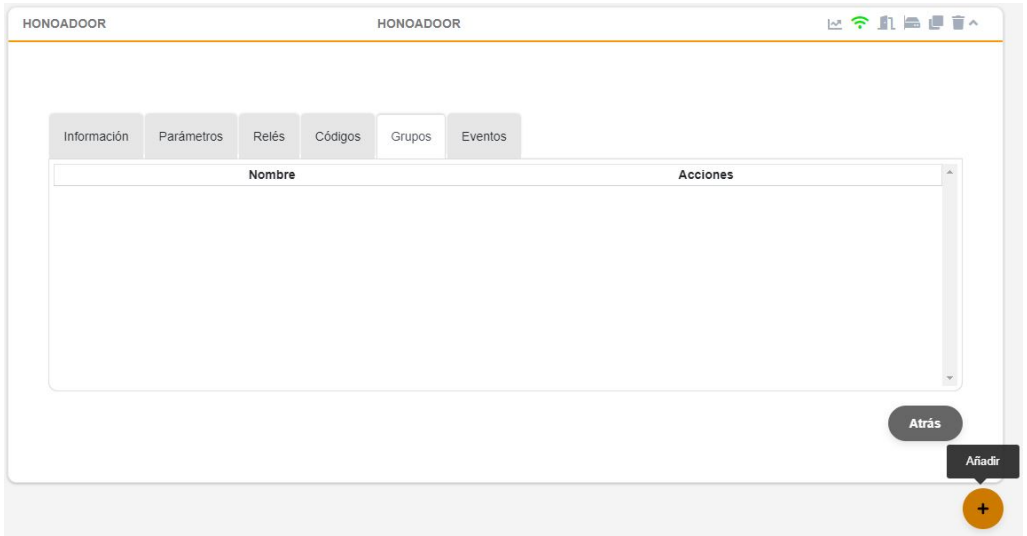 HONOADOOR HONOADOOR
Información Parámetros Relés Códigos Grupos Eventos
Nombre Acciones
Atrás
Añadir
+